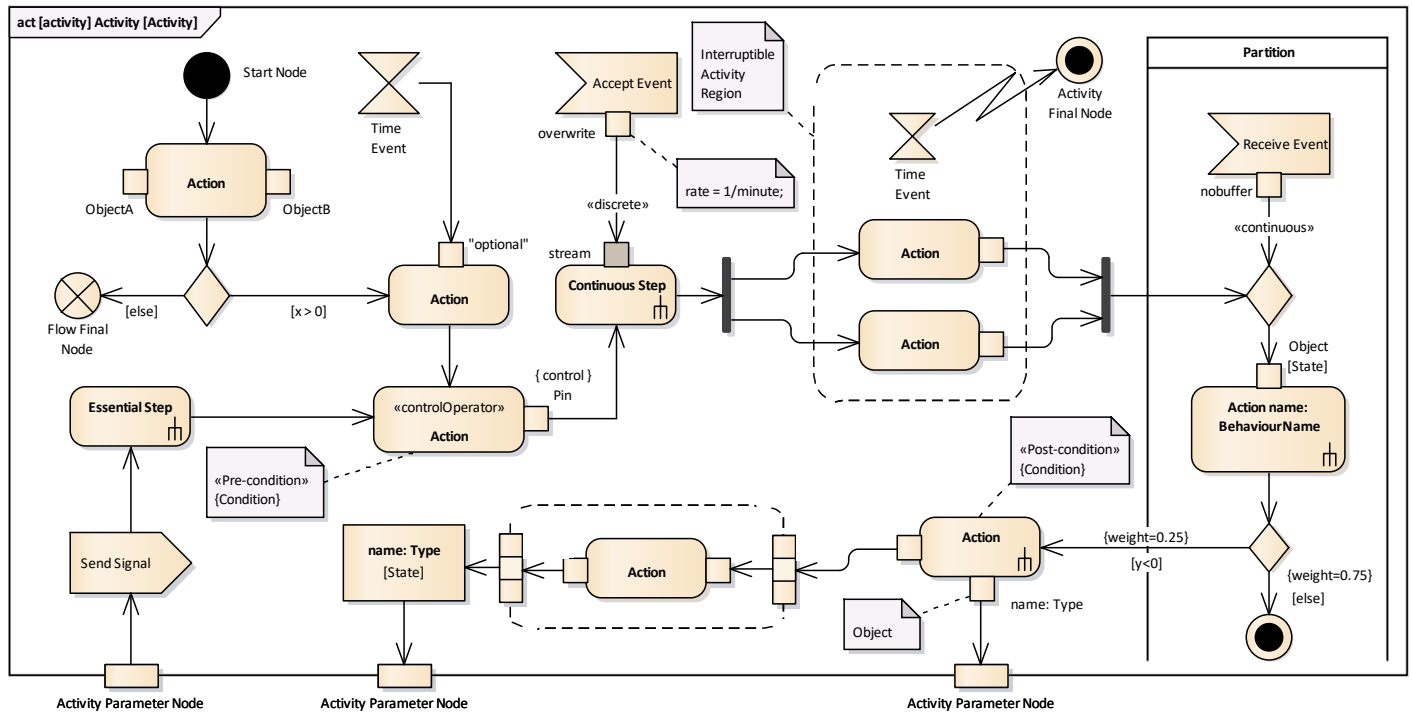 act [activity] Activity [Activity]
Start Node
Time
Event
Accept Event
overwrite
Interruptible
Activity
Region
Activity
Final Node
Partition
Action
ObjectA
ObjectB
rate = 1/minute;
«discrete»
Time
Event
Receive Event
nobuffer
«continuous»
"optional"
stream
Action
Continuous Step
Action
Action
[else]
[x > 0]
Flow Final
Node
Object
[State]
Essential Step
«controlOperator»
Action
{ control }
Pin
Action name:
BehaviourName
«Pre-condition»
{Condition}
«Post-condition»
{Condition}
Send Signal
name: Type
[State]
Action
Action
{weight=0.25}
[y<0]
{weight=0.75}
[else]
Object
name: Type
Activity Parameter Node
Activity Parameter Node
Activity Parameter Node